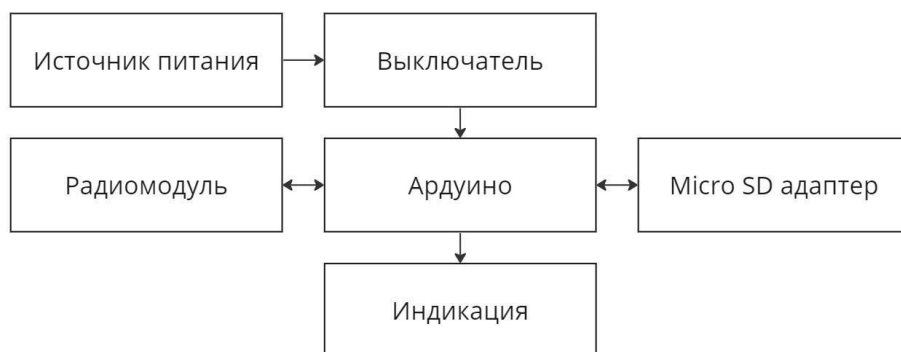 Источник питания
Выключатель
Радиомодуль
Ардуино
Micro SD адаптер
Индикация